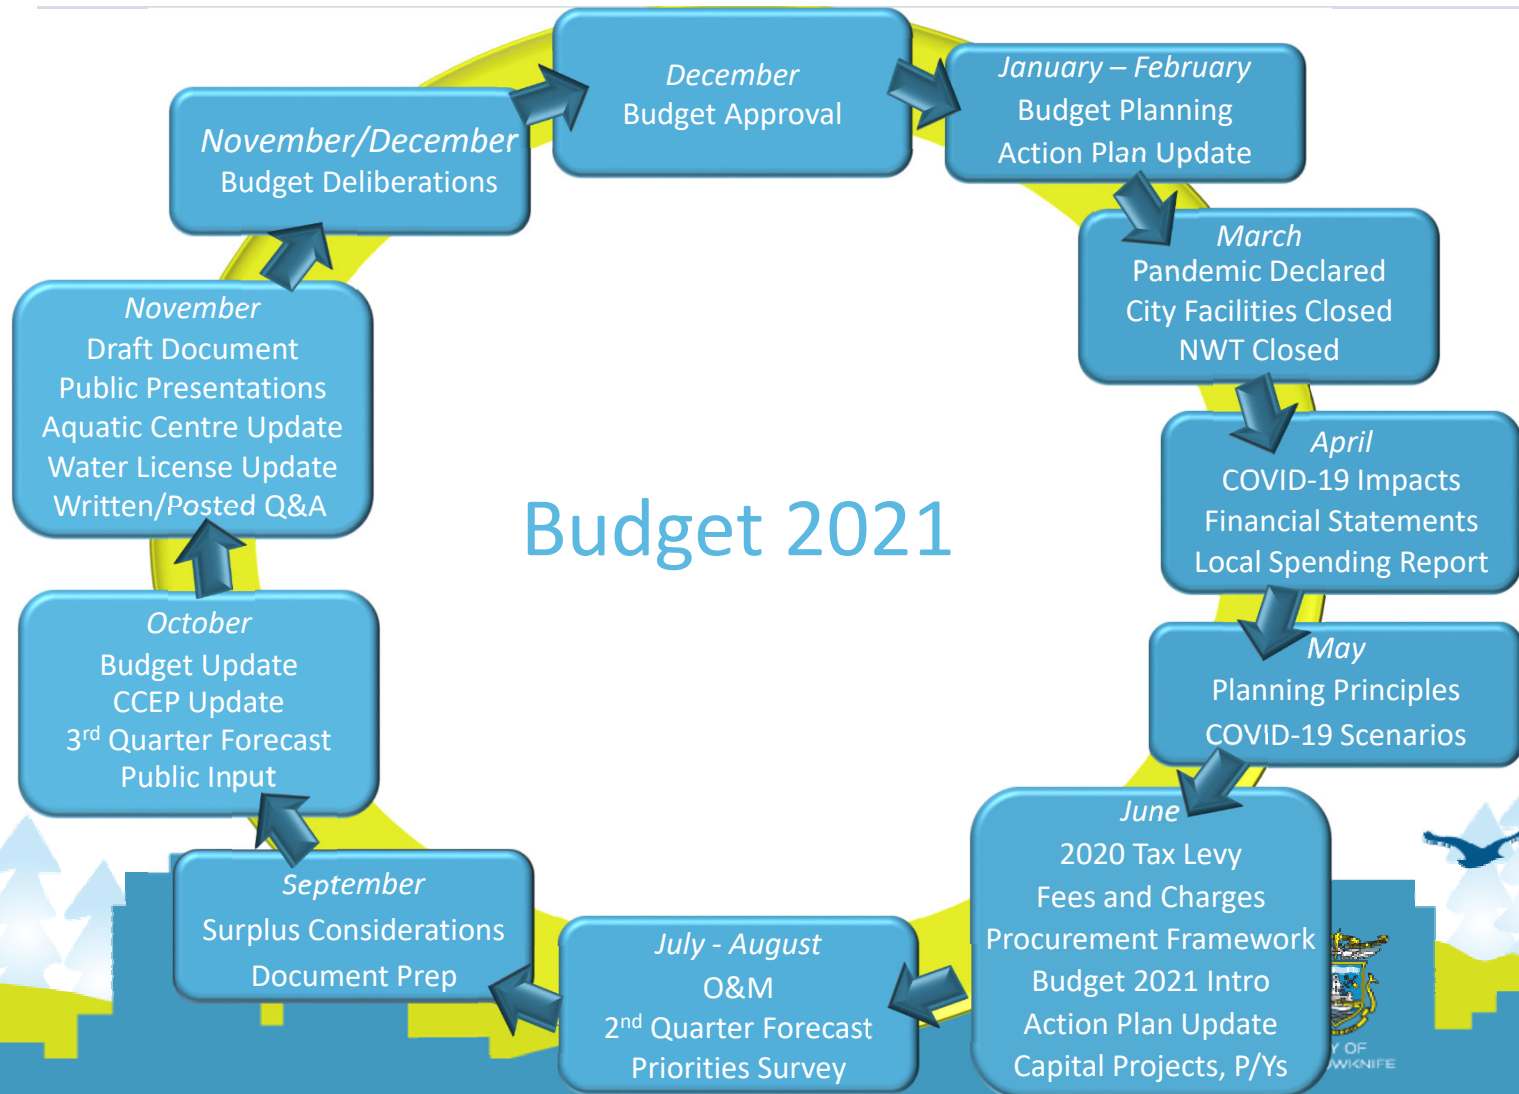 December
Budget Approval
January – February
Budget Planning
Action Plan Update
March
Pandemic Declared
City Facilities Closed
NWT Closed
April
COVID-19 Impacts
Financial Statements
Local Spending Report
May
Planning Principles
COVID-19 Scenarios
June
2020 Tax Levy
Fees and Charges
Procurement Framework
Budget 2021 Intro
Action Plan Update
Capital Projects, P/Ys
July - August
O&M
2nd Quarter Forecast
Priorities Survey
September
Surplus Considerations
Document Prep
October
Budget Update
CCEP Update
3rd Quarter Forecast
Public Input
November
Draft Document
Public Presentations
Aquatic Centre Update
Water License Update
Written/Posted Q&A
November/December
Budget Deliberations
Budget 2021
OF